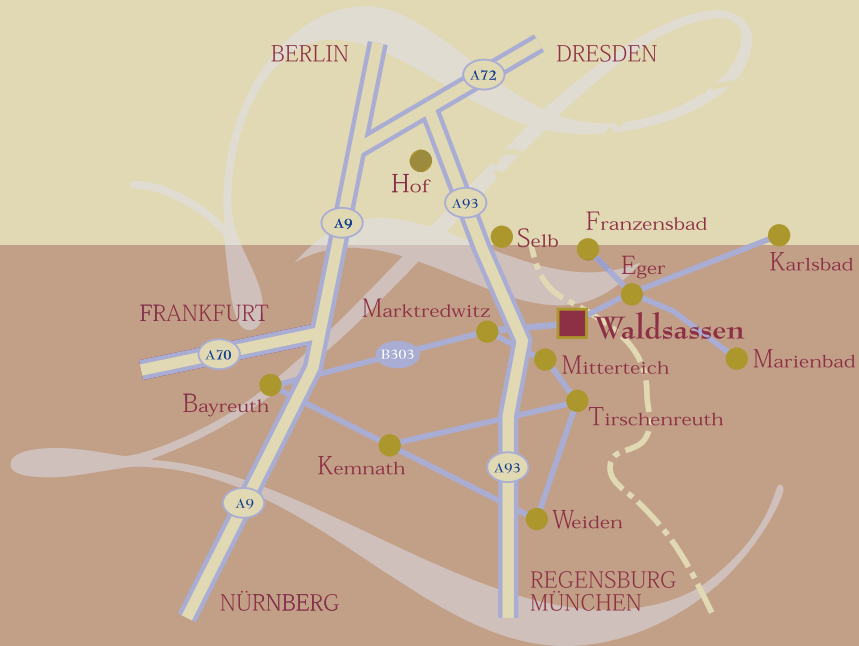 BERLIN
DRESDEN
A72
Hof
A93
A9
Selb
Franzensbad
Karlsbad
Eger
FRANKFURT
Marktredwitz
Waldsassen
A70
B303
Mitterteich
Marienbad
Bayreuth
Tirschenreuth
Kemnath
A93
A9
Weiden
NÜRNBERG
REGENSBURG
MÜNCHEN